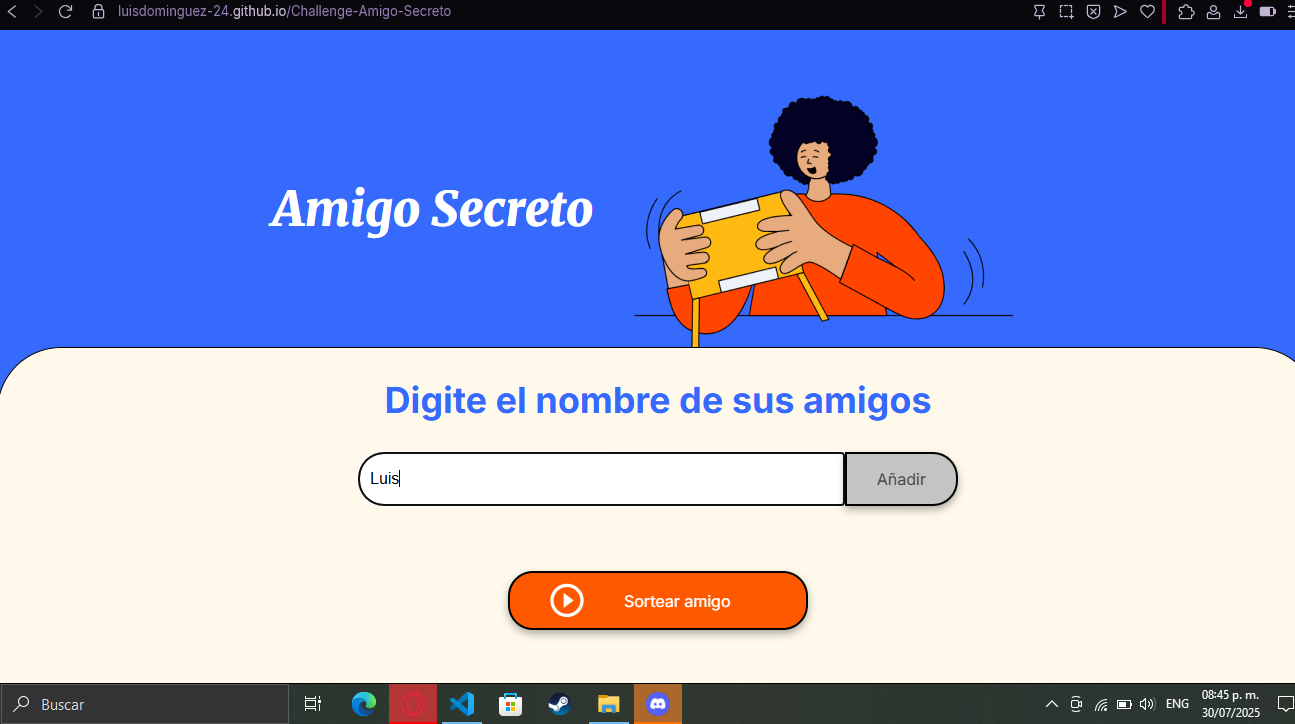 luisdominguez-24.github.io/Challenge-Amigo-Secreto
Amigo Secreto
Digite el nombre de sus amigos
Luis
Añadir
Sortear amigo
Buscar
ENG
08:45 p. m.
30/07/2025